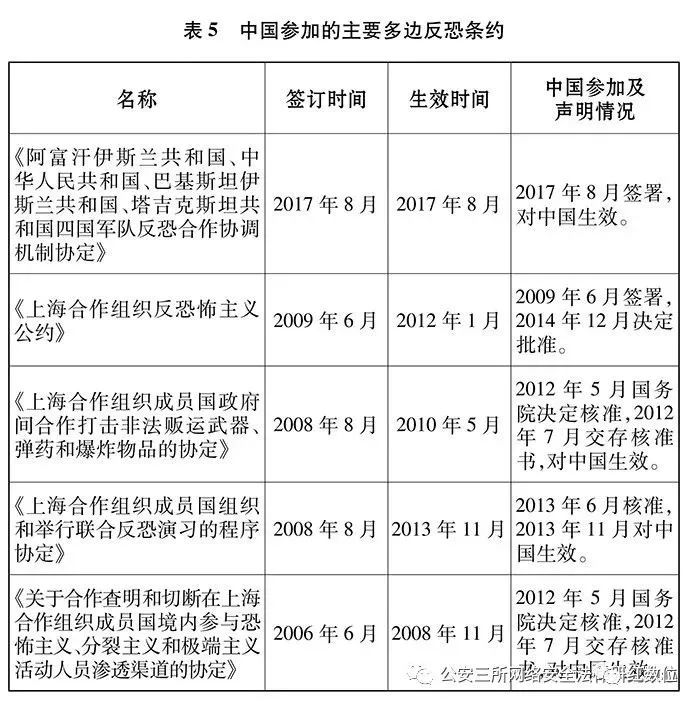 表 5 中国参加的主要多边反恐条约
名称
签订时间
生效时间
中国参加及
声明情况
《阿富汗伊斯兰共和国、中
华人民共和国、巴基斯坦伊
斯兰共和国、塔吉克斯坦共
和国四国军队反恐合作协调
机制协定》
2017 年 8 月
2017 年 8 月
2017 年 8 月签署,
对中国生效。
《上海合作组织反恐怖主义
公约》
2009 年 6 月
2012 年 1 月
2009 年 6 月签署,
2014 年 12 月决定
批准。
《上海合作组织成员国政府
间合作打击非法贩运武器、
弹药和爆炸物品的协定》
2008 年 8 月
2010 年 5 月
2012 年 5 月国务
院决定核准,2012
年 7 月交存核准
书,对中国生效。
《上海合作组织成员国组织
和举行联合反恐演习的程序
协定》
2008 年 8 月
2013 年 11 月
2013 年 6 月核准,
2013 年 11 月对中
国生效。
《关于合作查明和切断在上海
合作组织成员国境内参与恐
怖主义、分裂主义和极端主义
活动人员渗透渠道的协定》
2006 年 6 月
2008 年 11 月
2012 年 5 月国务
院决定核准,2012
年 7 月交存核准
书,对中国生效。
公安三所网络安全法